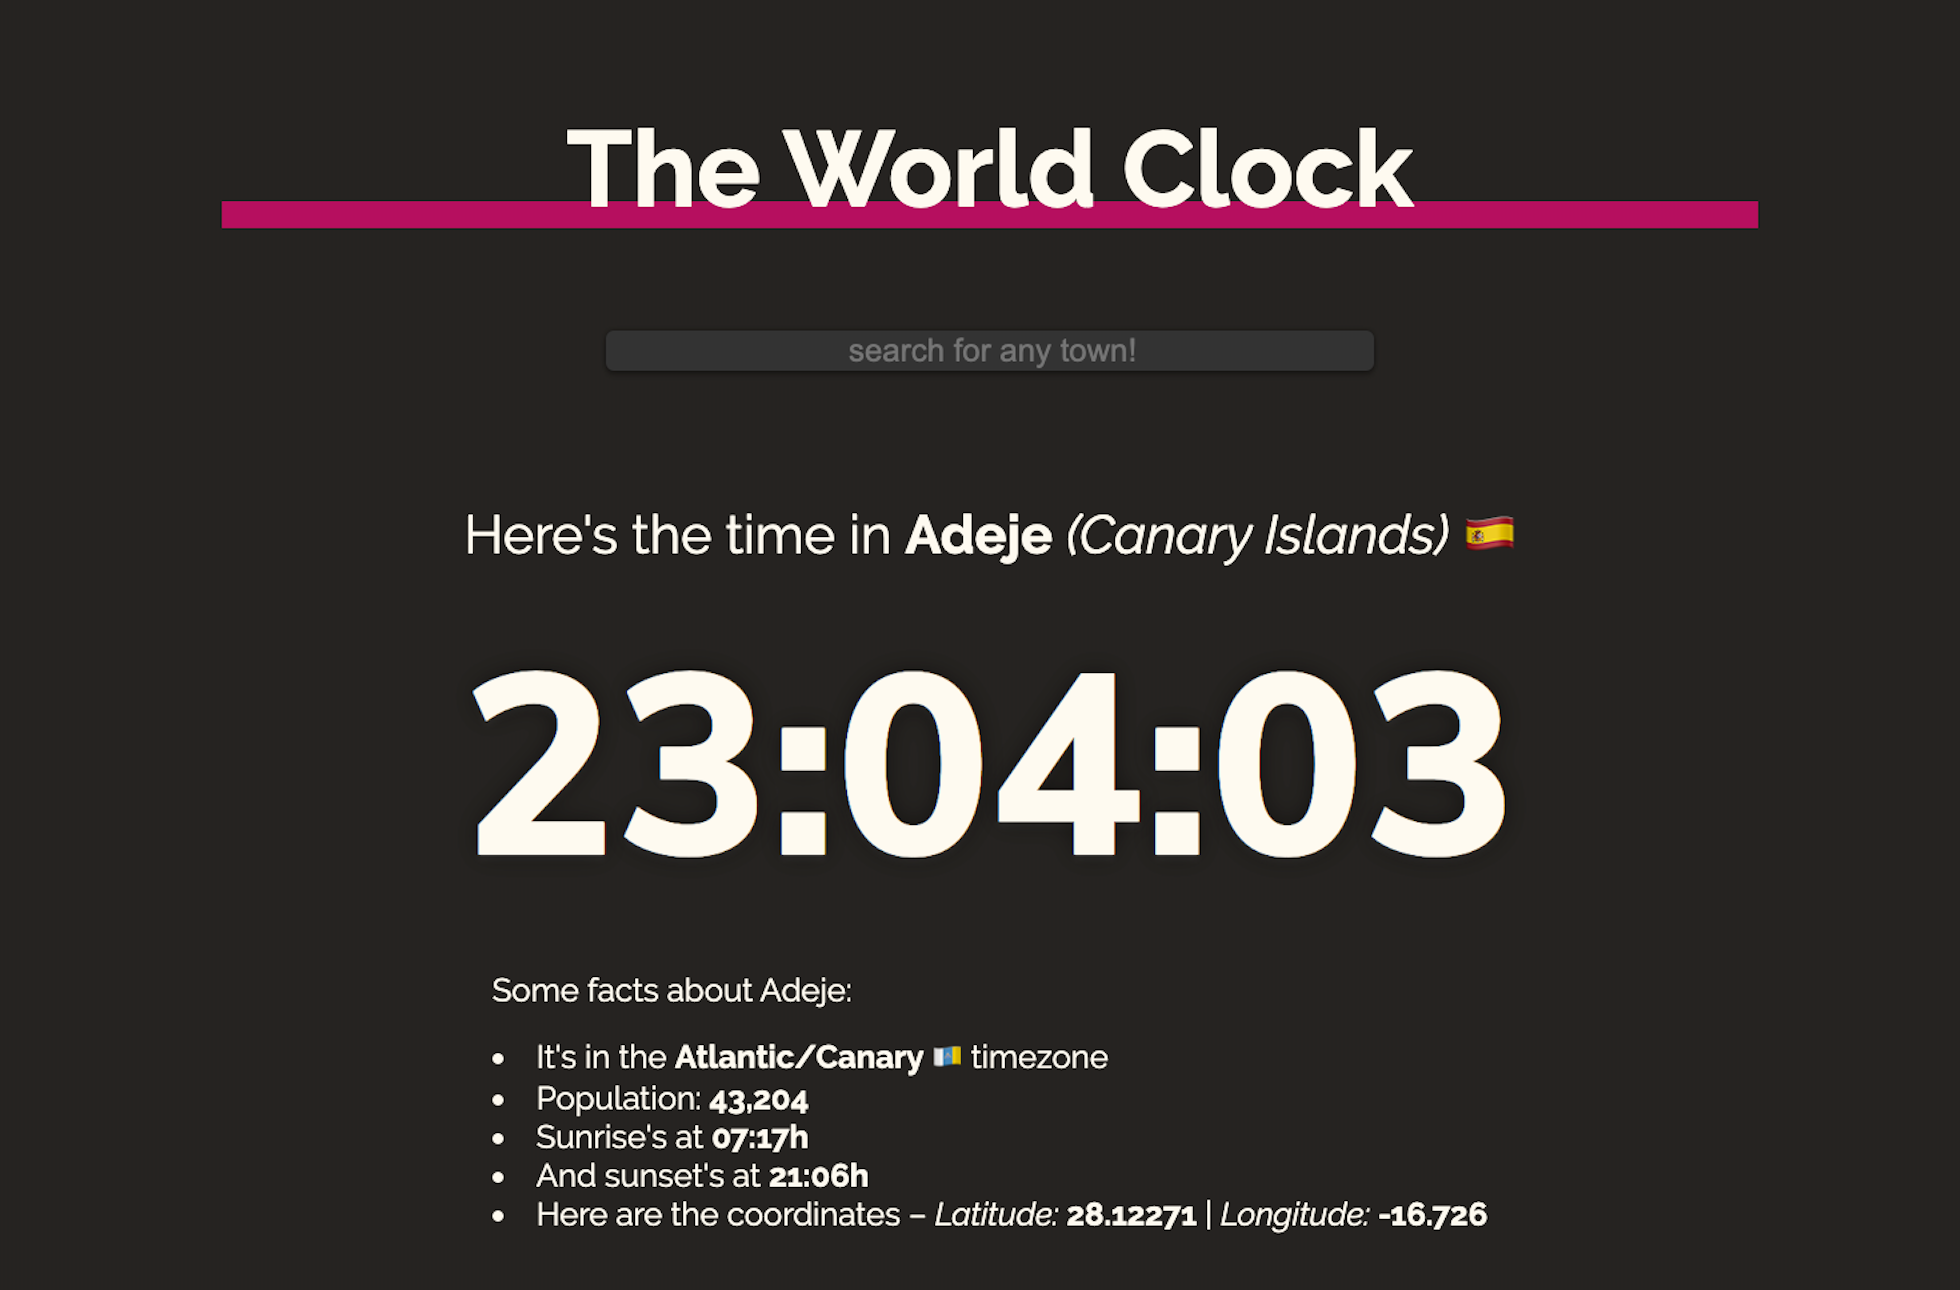 The World Clock
search for any town!
Here's the time in Adeje (Canary Islands) 🇪🇸
23:04:03
Some facts about Adeje:
• It's in the Atlantic/Canary 🇮🇨 timezone
• Population: 43,204
• Sunrise's at 07:17h
• And sunset's at 21:06h
• Here are the coordinates – Latitude: 28.12271 | Longitude: -16.726